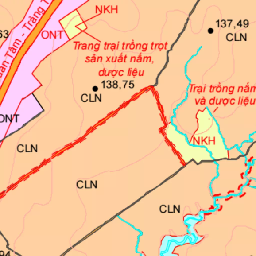 NKH
137,49
CLN
ONT
Trang trại trồng trọt
sản xuất nấm,
dược liệu
138,75
CLN
Trại trồng nấm
và dược liệu
NKH
ONT
CLN
CLN
CLN